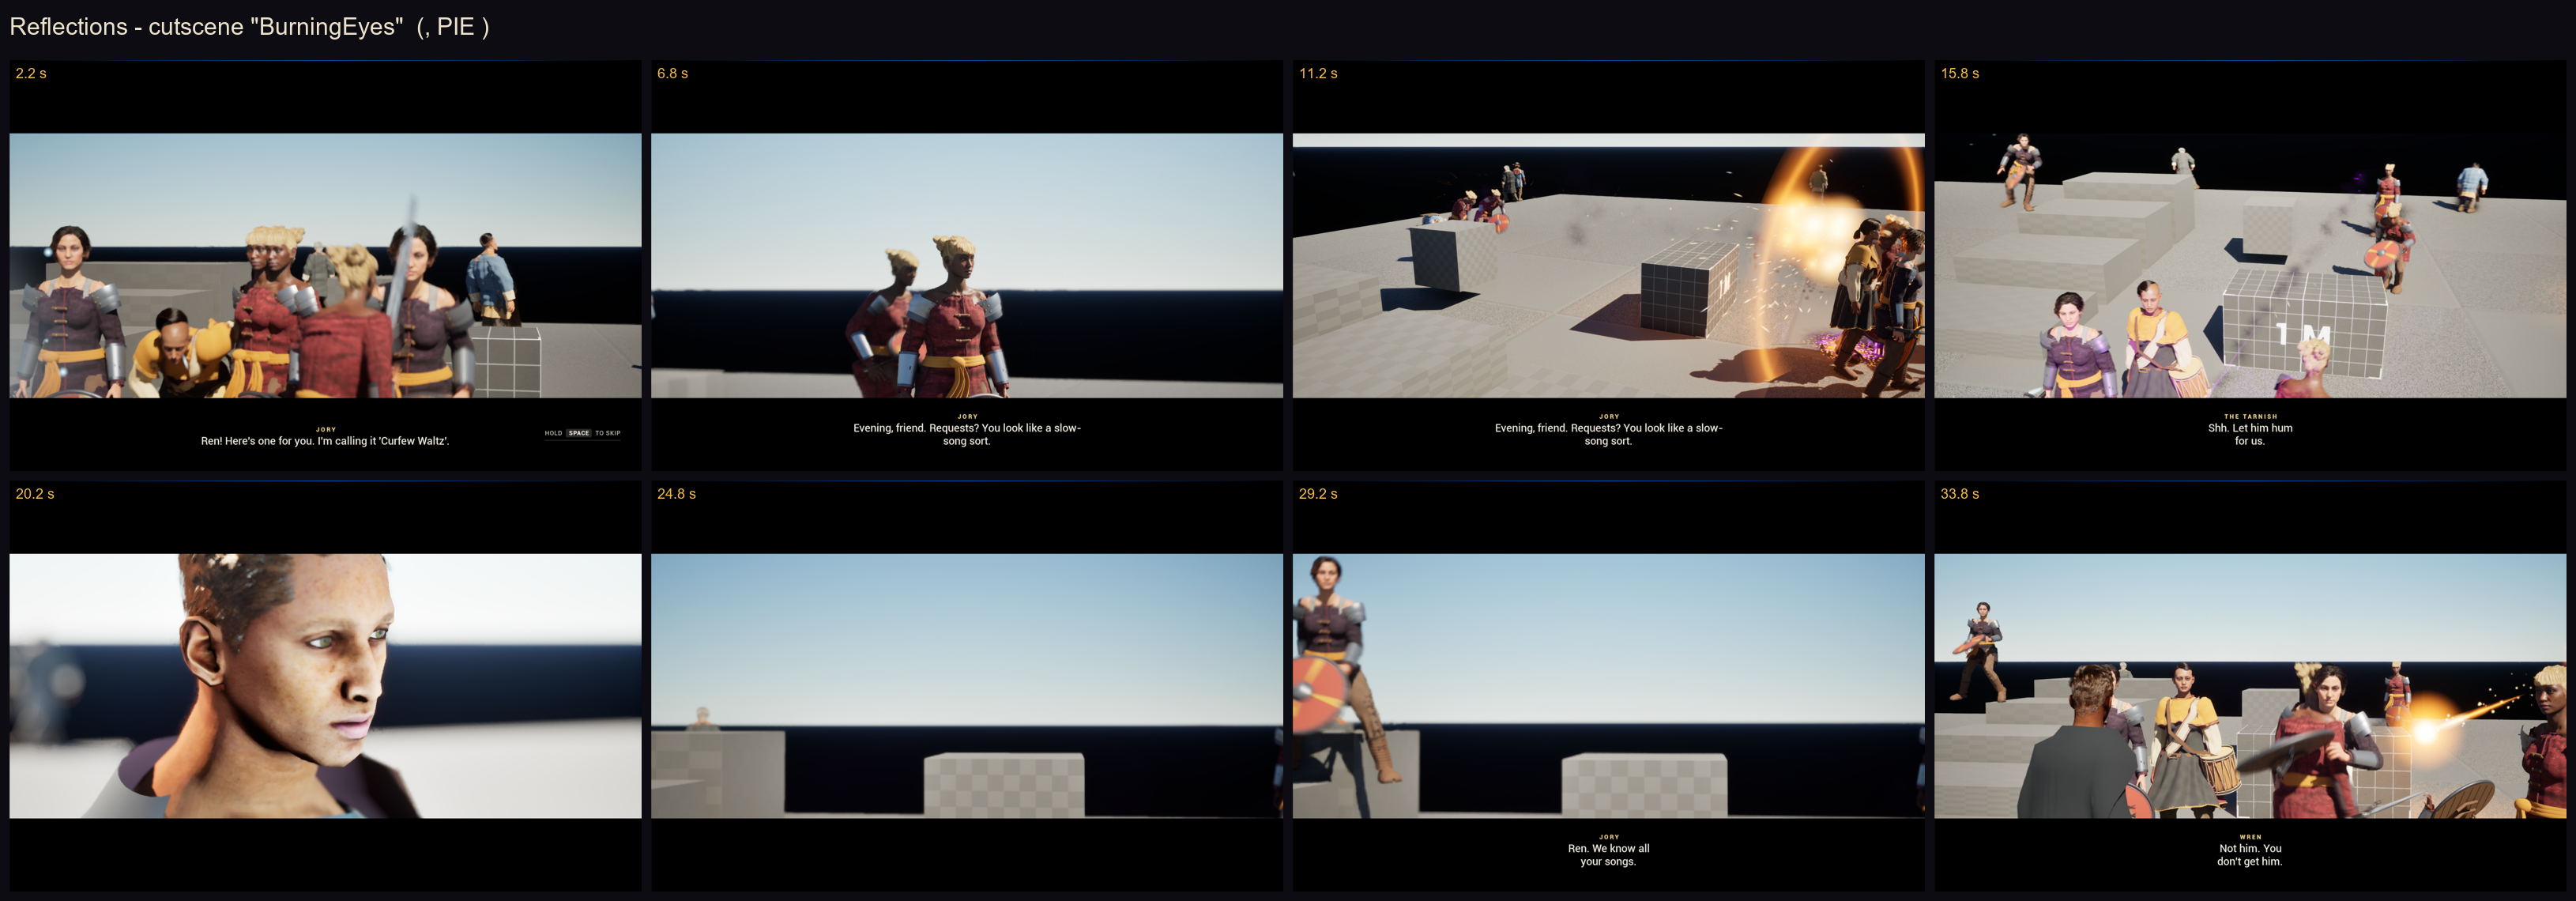 Reflections - cutscene "BurningEyes"  (, PIE )
2.2 s
JORY
Ren! Here's one for you. I'm calling it 'Curfew Waltz'.
HOLD SPACE TO SKIP
6.8 s
JORY
Evening, friend. Requests? You look like a slow-
song sort.
11.2 s
JORY
Evening, friend. Requests? You look like a slow-
song sort.
15.8 s
1 M
THE TARNISH
Shh. Let him hum
for us.
20.2 s
24.8 s
29.2 s
JORY
Ren. We know all
your songs.
33.8 s
WREN
Not him. You
don't get him.